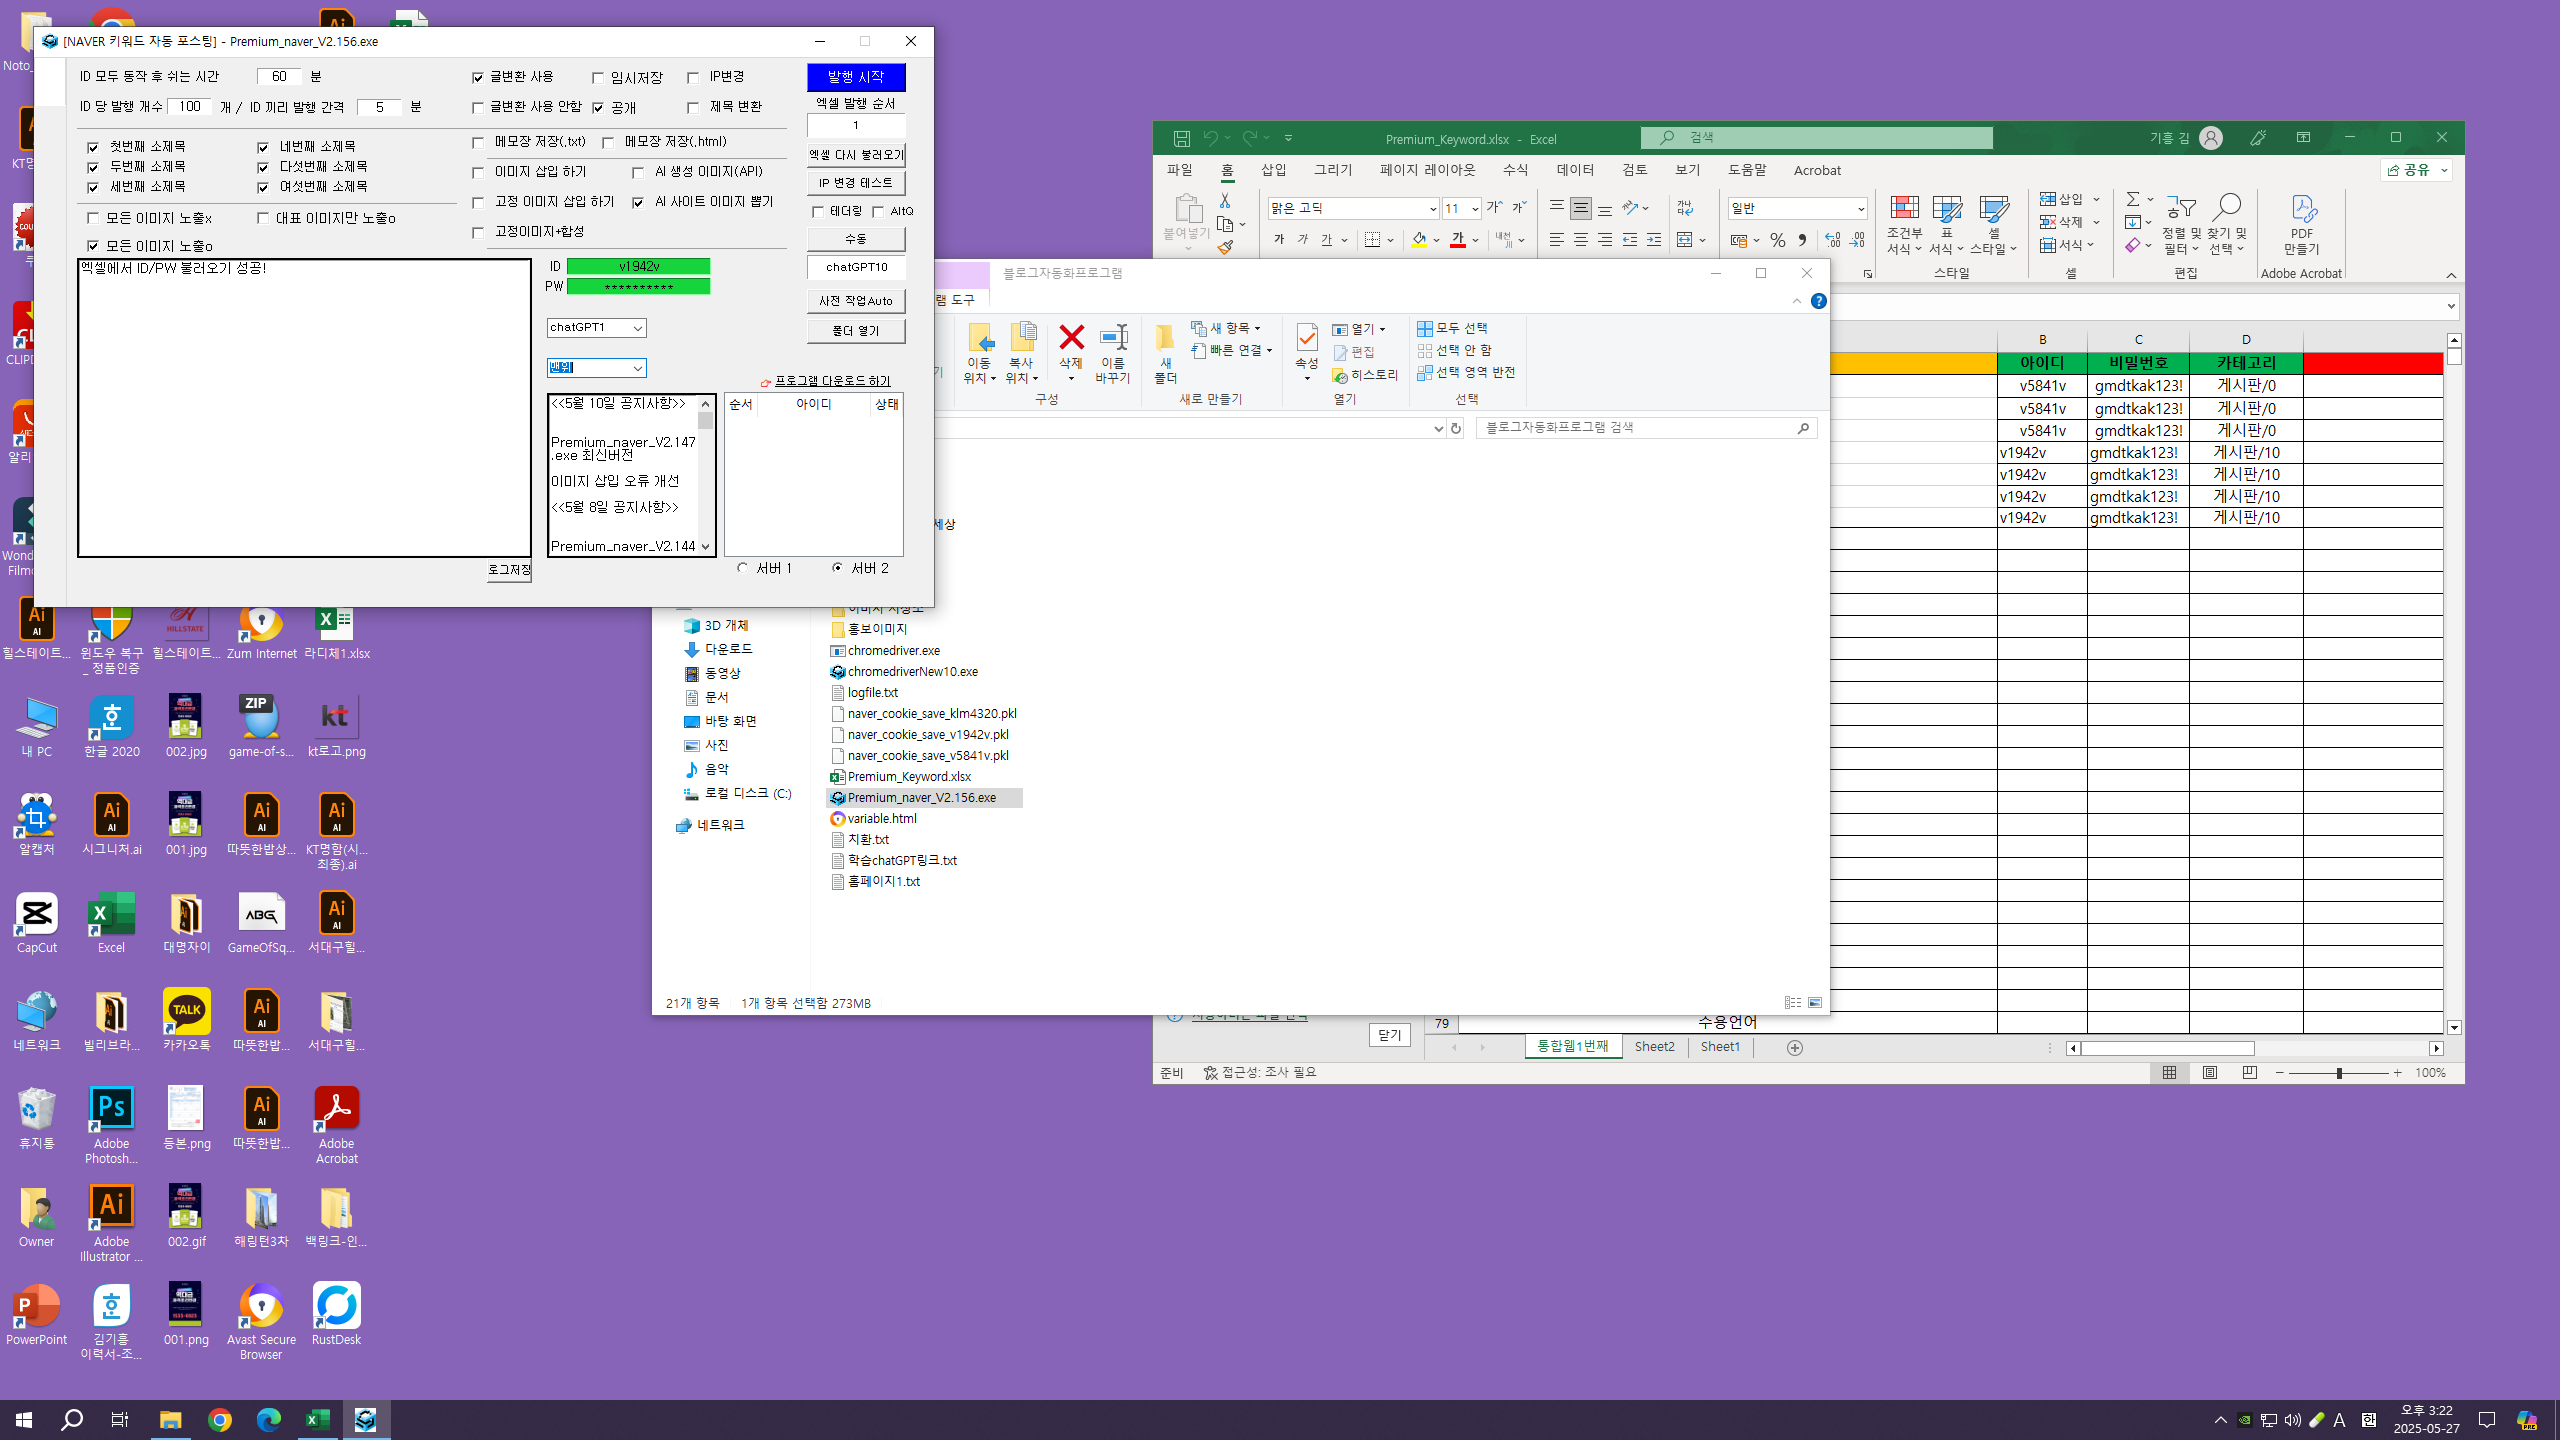 [NAVER 키워드 자동 포스팅] - Premium_naver_V2.156.exe
ID 모두 동작 후 쉬는 시간 60 분
ID 당 발행 개수 100 개 / ID 끼리 발행 간격 5 분
글변환 사용 임시저장 IP변경
글변환 사용 안함 공개 제목 변환
발행 시작
엑셀 발행 순서
1
엑셀 다시 불러오기
IP 변경 테스트
테더링 AltQ
수동
chatGPT10
사전 작업Auto
폴더 열기
첫번째 소제목 네번째 소제목
두번째 소제목 다섯번째 소제목
세번째 소제목 여섯번째 소제목
모든 이미지 노출x 대표 이미지만 노출o
모든 이미지 노출o
메모장 저장(.txt) 메모장 저장(.html)
이미지 삽입 하기 AI 생성 이미지(API)
고정 이미지 삽입 하기 AI 사이트 이미지 뽑기
고정이미지+합성
엑셀에서 ID/PW 불러오기 성공!
ID v1942v
PW **********
chatGPT1
맨위
프로그램 다운로드 하기
<<5월 10일 공지사항>>
Premium_naver_V2.147
.exe 최신버전
이미지 삽입 오류 개선
<<5월 8일 공지사항>>
Premium_naver_V2.144
순서 아이디 상태
서버 1 서버 2
로그저장
Premium_Keyword.xlsx - Excel
검색
기흥 김
파일 홈 삽입 그리기 페이지 레이아웃 수식 데이터 검토 보기 도움말 Acrobat
공유
붙여넣기
맑은 고딕 11
가 가 가
일반
조건부
서식
표
서식
셀
스타일
스타일
삽입
삭제
서식
셀
정렬 및
필터
찾기 및
선택
편집
PDF
만들기
Adobe Acrobat
B C D
아이디 비밀번호 카테고리
v5841v gmdtkak123! 게시판/0
v5841v gmdtkak123! 게시판/0
v5841v gmdtkak123! 게시판/0
v1942v gmdtkak123! 게시판/10
v1942v gmdtkak123! 게시판/10
v1942v gmdtkak123! 게시판/10
v1942v gmdtkak123! 게시판/10
79 수용언어
닫기
통합웹1번째 Sheet2 Sheet1
준비 접근성: 조사 필요
100%
블로그자동화프로그램
램 도구
이동
위치
복사
위치
삭제
이름
바꾸기
구성
새
폴더
새 항목
빠른 연결
새로 만들기
속성
열기
편집
히스토리
열기
모두 선택
선택 안 함
선택 영역 반전
선택
블로그자동화프로그램 검색
세상
이미지 저장소
홍보이미지
chromedriver.exe
chromedriverNew10.exe
logfile.txt
naver_cookie_save_klm4320.pkl
naver_cookie_save_v1942v.pkl
naver_cookie_save_v5841v.pkl
Premium_Keyword.xlsx
Premium_naver_V2.156.exe
variable.html
치환.txt
학습chatGPT링크.txt
홈페이지1.txt
3D 개체
다운로드
동영상
문서
바탕 화면
사진
음악
로컬 디스크 (C:)
네트워크
21개 항목 1개 항목 선택함 273MB
힐스테이트...
윈도우 복구
_ 정품인증
힐스테이트...
Zum Internet
라디체1.xlsx
내 PC
한글 2020
002.jpg
game-of-s...
kt로고.png
알캡처
시그니처.ai
001.jpg
따뜻한밥상...
KT명함(시...
최종).ai
CapCut
Excel
대명자이
GameOfSq...
서대구힐...
네트워크
빌리브라...
카카오톡
따뜻한밥...
서대구힐...
휴지통
Adobe
Photosh...
등본.png
따뜻한밥...
Adobe
Acrobat
Owner
Adobe
Illustrator ...
002.gif
해링턴3차
백링크-인...
PowerPoint
김기흥
이력서-조...
001.png
Avast Secure
Browser
RustDesk
A 한
오후 3:22
2025-05-27